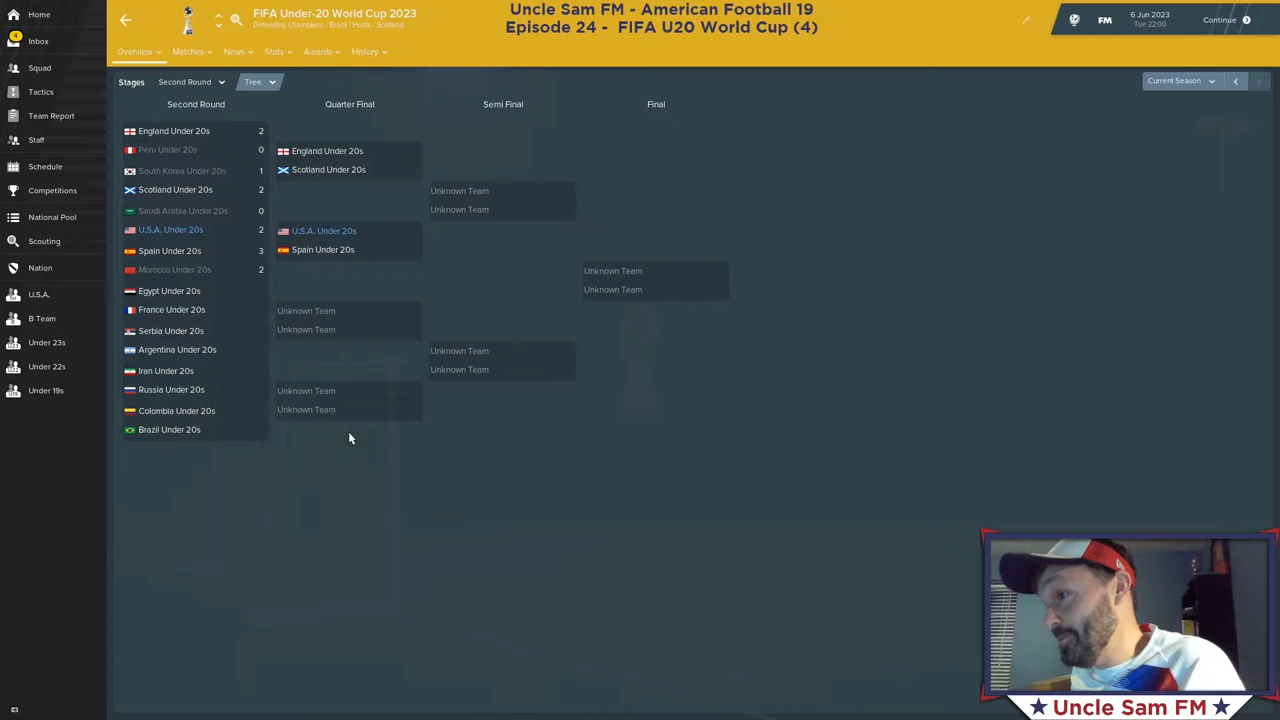 Home
4
Inbox
Squad
Tactics
Team Report
Staff
Schedule
Competitions
National Pool
Scouting
Nation
U.S.A.
B Team
Under 23s
Under 22s
Under 19s
FIFA Under-20 World Cup 2023
Defending Champions - Brazil / Hosts - Scotland
Uncle Sam FM - American Football 19
Episode 24 - FIFA U20 World Cup (4)
FM
6 Jun 2023
Tue 22:00
Continue
Overview
Matches
News
Stats
Awards
History
Stages
Second Round
Tree
Current Season
Second Round
Quarter Final
Semi Final
Final
England Under 20s 2
Peru Under 20s 0
South Korea Under 20s 1
Scotland Under 20s 2
Saudi Arabia Under 20s 0
U.S.A. Under 20s 2
Spain Under 20s 3
Morocco Under 20s 2
Egypt Under 20s
France Under 20s
Serbia Under 20s
Argentina Under 20s
Iran Under 20s
Russia Under 20s
Colombia Under 20s
Brazil Under 20s
England Under 20s
Scotland Under 20s
U.S.A. Under 20s
Spain Under 20s
Unknown Team
Unknown Team
Unknown Team
Unknown Team
Unknown Team
Unknown Team
Unknown Team
Unknown Team
Unknown Team
Unknown Team
★ Uncle Sam FM ★